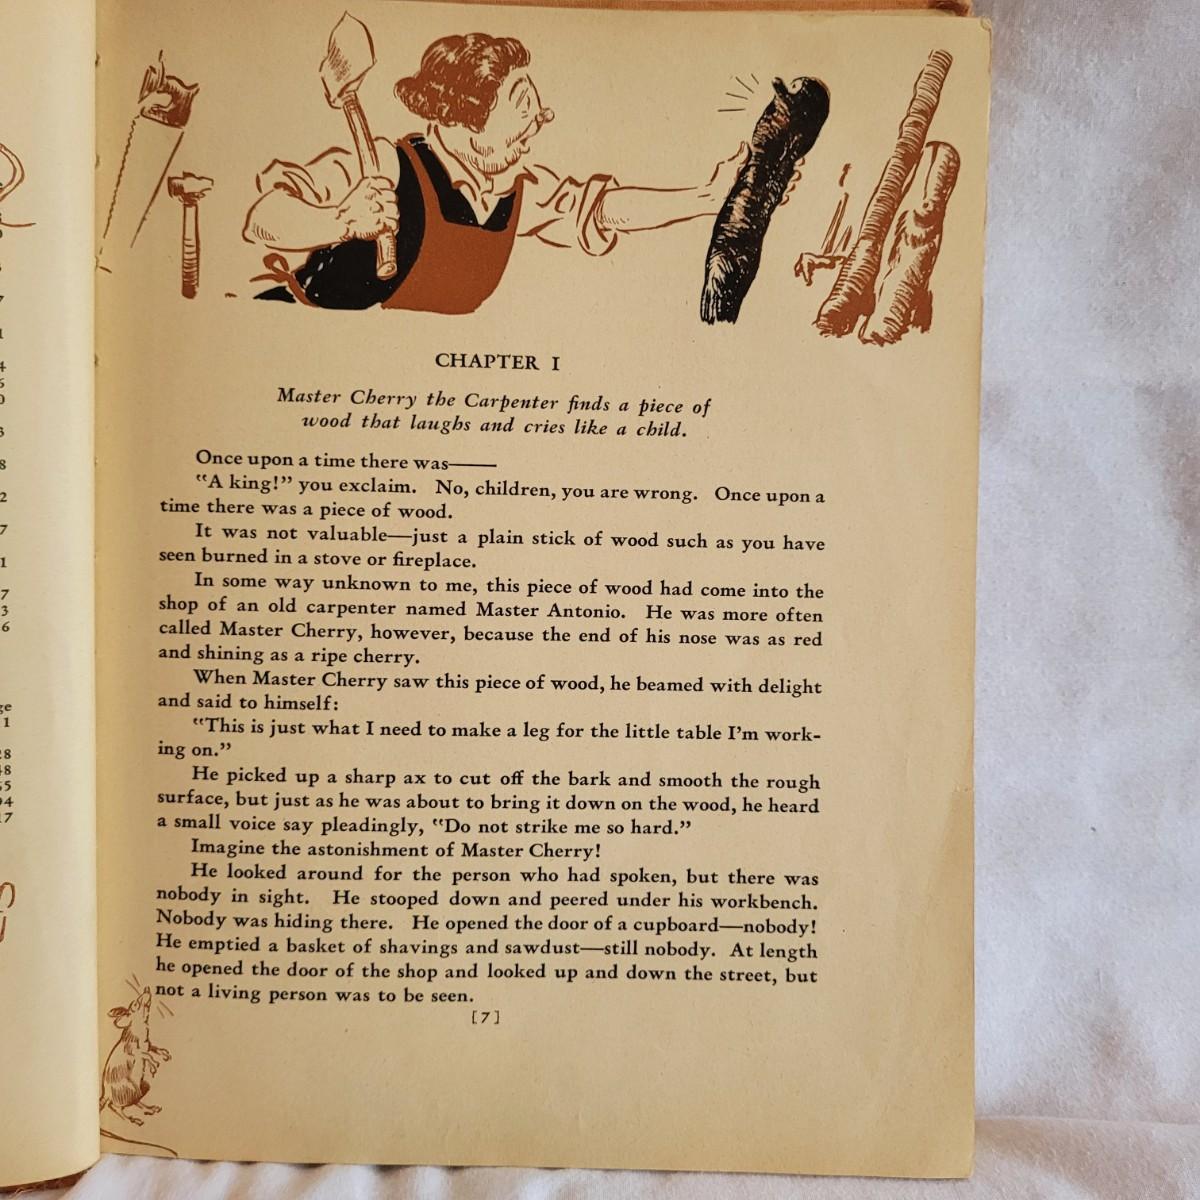 CHAPTER I
Master Cherry the Carpenter finds a piece of
wood that laughs and cries like a child.
Once upon a time there was——
"A king!" you exclaim. No, children, you are wrong. Once upon a
time there was a piece of wood.
It was not valuable—just a plain stick of wood such as you have
seen burned in a stove or fireplace.
In some way unknown to me, this piece of wood had come into the
shop of an old carpenter named Master Antonio. He was more often
called Master Cherry, however, because the end of his nose was as red
and shining as a ripe cherry.
When Master Cherry saw this piece of wood, he beamed with delight
and said to himself:
"This is just what I need to make a leg for the little table I'm work-
ing on."
He picked up a sharp ax to cut off the bark and smooth the rough
surface, but just as he was about to bring it down on the wood, he heard
a small voice say pleadingly, "Do not strike me so hard."
Imagine the astonishment of Master Cherry!
He looked around for the person who had spoken, but there was
nobody in sight. He stooped down and peered under his workbench.
Nobody was hiding there. He opened the door of a cupboard—nobody!
He emptied a basket of shavings and sawdust—still nobody. At length
he opened the door of the shop and looked up and down the street, but
not a living person was to be seen.
[7]